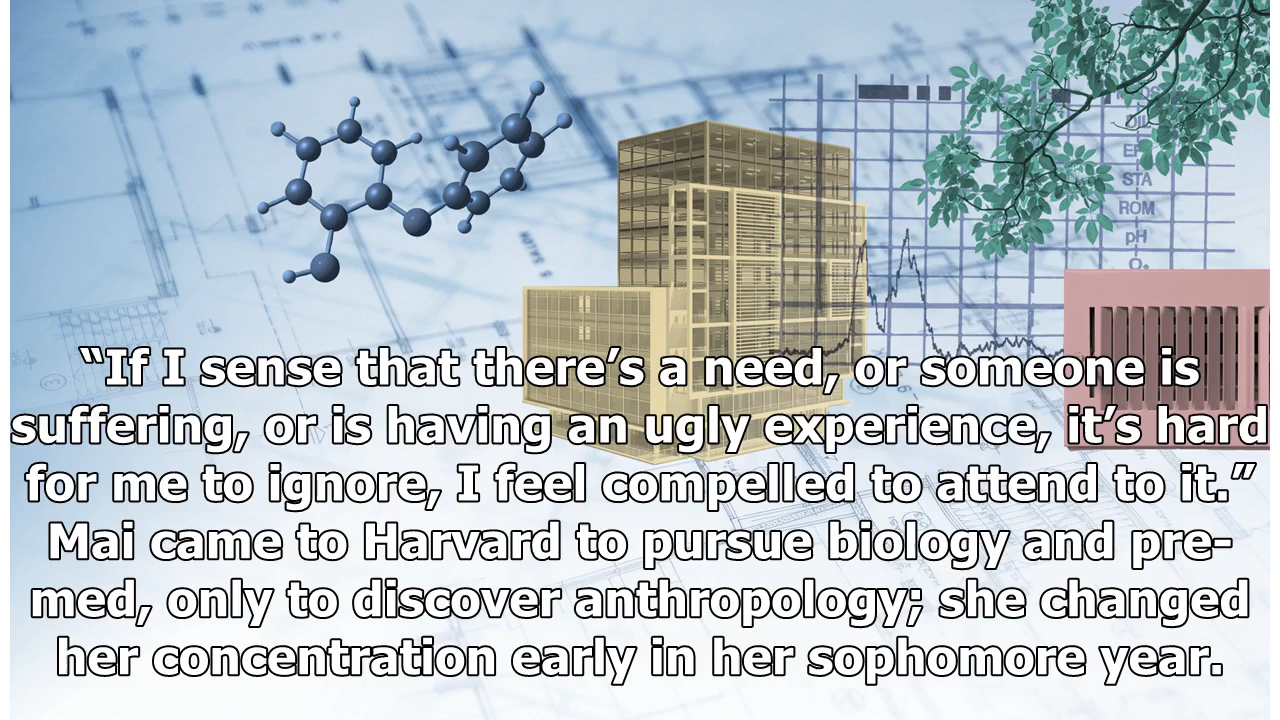 STA
ROM
pH
“If I sense that there’s a need, or someone is
suffering, or is having an ugly experience, it’s hard
for me to ignore, I feel compelled to attend to it.”
Mai came to Harvard to pursue biology and pre-
med, only to discover anthropology; she changed
her concentration early in her sophomore year.